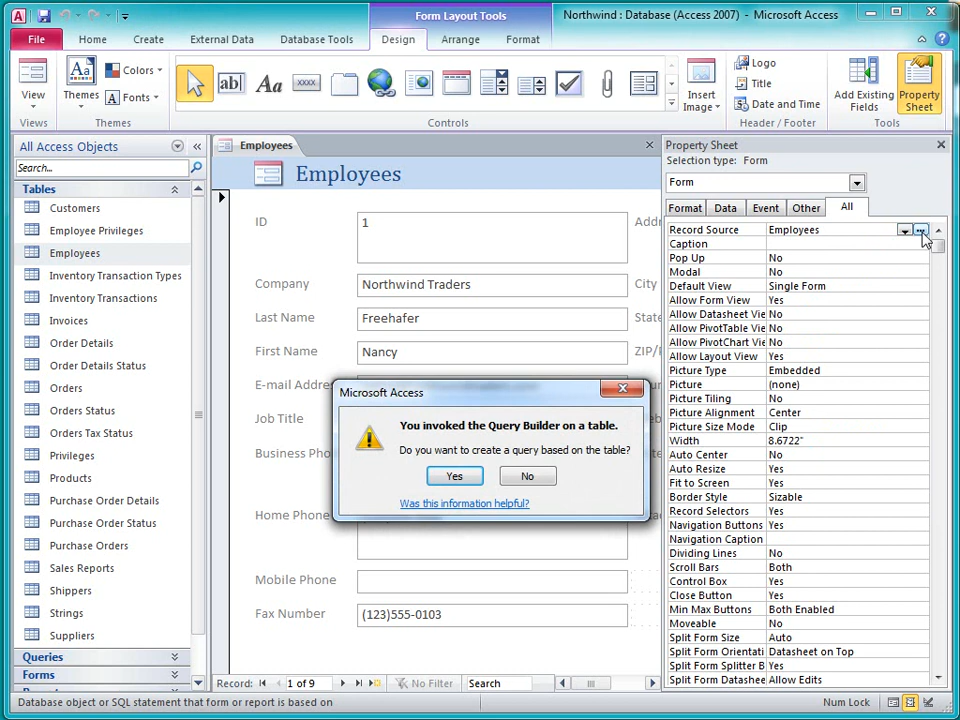 Form Layout Tools
Northwind : Database (Access 2007) - Microsoft Access
File Home Create External Data Database Tools Design Arrange Format
View
Views
Themes
Colors
Fonts
Themes
ab|
Aa
XXXX
Controls
Insert
Image
Logo
Title
Date and Time
Header / Footer
Add Existing
Fields
Property
Sheet
Tools
All Access Objects
Search...
Tables
Customers
Employee Privileges
Employees
Inventory Transaction Types
Inventory Transactions
Invoices
Order Details
Order Details Status
Orders
Orders Status
Orders Tax Status
Privileges
Products
Purchase Order Details
Purchase Order Status
Purchase Orders
Sales Reports
Shippers
Strings
Suppliers
Queries
Forms
Employees
Employees
ID 1 Addre
Company Northwind Traders City
Last Name Freehafer State
First Name Nancy ZIP/
E-mail Addre
Job Title
Business Phon
Home Phone
Mobile Phone
Fax Number (123)555-0103
Record: 1 of 9 No Filter Search
Microsoft Access
You invoked the Query Builder on a table.
Do you want to create a query based on the table?
Yes No
Was this information helpful?
Property Sheet
Selection type: Form
Form
Format Data Event Other All
Record Source Employees
Caption
Pop Up No
Modal No
Default View Single Form
Allow Form View Yes
Allow Datasheet Vie No
Allow PivotTable Vie No
Allow PivotChart Vie No
Allow Layout View Yes
Picture Type Embedded
Picture (none)
Picture Tiling No
Picture Alignment Center
Picture Size Mode Clip
Width 8.6722"
Auto Center No
Auto Resize Yes
Fit to Screen Yes
Border Style Sizable
Record Selectors Yes
Navigation Buttons Yes
Navigation Caption
Dividing Lines No
Scroll Bars Both
Control Box Yes
Close Button Yes
Min Max Buttons Both Enabled
Moveable No
Split Form Size Auto
Split Form Orientati Datasheet on Top
Split Form Splitter B Yes
Split Form Datashee Allow Edits
Database object or SQL statement that form or report is based on
Num Lock